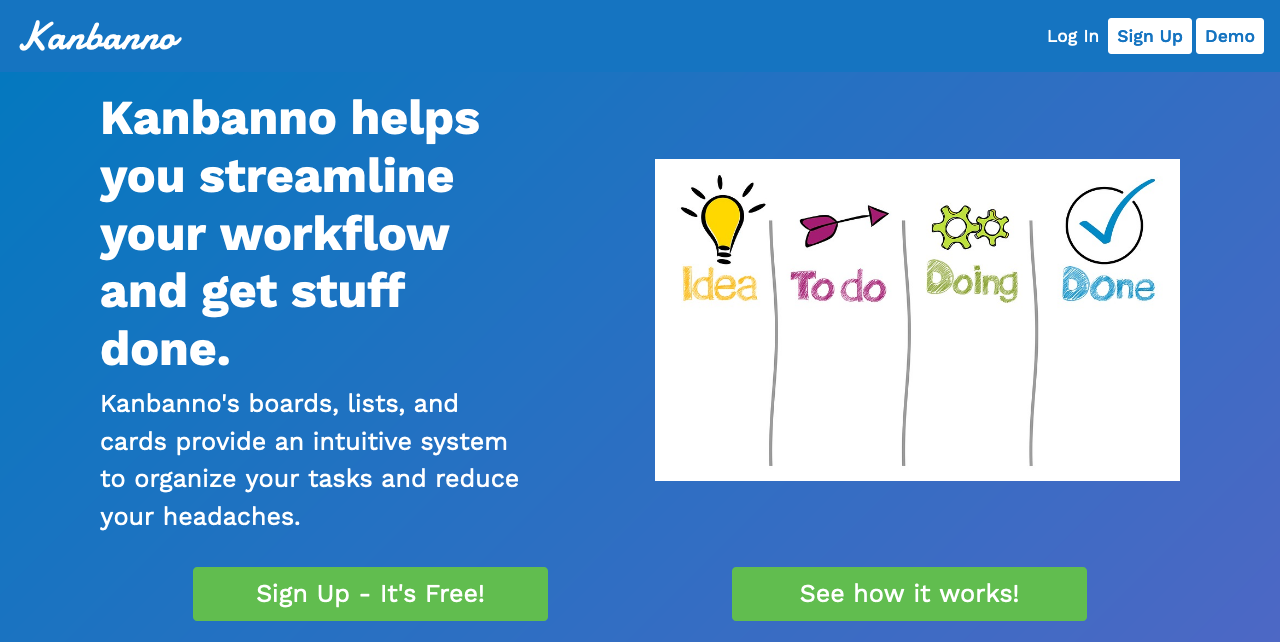 Kanbanno
Log In
Sign Up
Demo
Kanbanno helps
you streamline
your workflow
and get stuff
done.
Kanbanno's boards, lists, and
cards provide an intuitive system
to organize your tasks and reduce
your headaches.
Idea
To do
Doing
Done
Sign Up - It's Free!
See how it works!